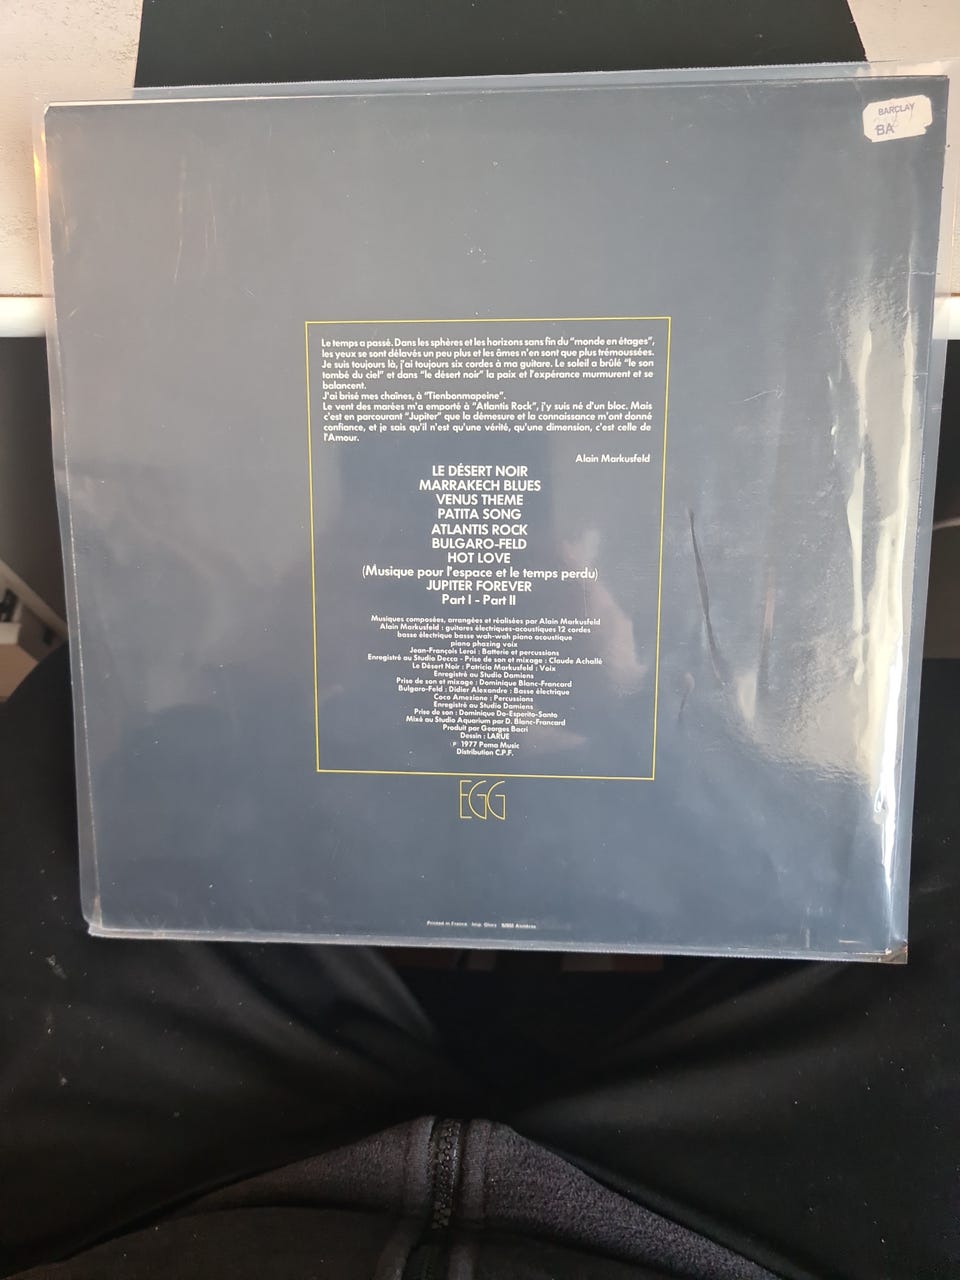 BARCLAY
BA
Le temps a passé. Dans les sphères et les horizons sans fin du "monde en étages",
les yeux se sont délavés un peu plus et les âmes n'en sont que plus trémoussées.
Je suis toujours là, j'ai toujours six cordes à ma guitare. Le soleil a brûlé "le son
tombé du ciel" et dans "le désert noir" la paix et l'expérance murmurent et se
balancent.
J'ai brisé mes chaînes, à "Tienbonmapeine".
Le vent des marées m'a emporté à "Atlantis Rock", j'y suis né d'un bloc. Mais
c'est en parcourant "Jupiter" que la démesure et la connaissance m'ont donné
confiance, et je sais qu'il n'est qu'une vérité, qu'une dimension, c'est celle de
l'Amour.
Alain Markusfeld
LE DÉSERT NOIR
MARRAKECH BLUES
VENUS THEME
PATITA SONG
ATLANTIS ROCK
BULGARO-FELD
HOT LOVE
(Musique pour l'espace et le temps perdu)
JUPITER FOREVER
Part I - Part II
Musiques composées, arrangées et réalisées par Alain Markusfeld
Alain Markusfeld : guitares électriques-acoustiques 12 cordes
basse électrique basse wah-wah piano acoustique
piano phazing voix
Jean-François Leroi : Batterie et percussions
Enregistré au Studio Decca - Prise de son et mixage : Claude Achallé
Le Désert Noir : Patricia Markusfeld : Voix
Enregistré au Studio Damiens
Prise de son et mixage : Dominique Blanc-Francard
Bulgaro-Feld : Didier Alexandre : Basse électrique
Coco Ameziane : Percussions
Enregistré au Studio Damiens
Prise de son : Dominique Do-Esperito-Santo
Mixé au Studio Aquarium par D. Blanc-Francard
Produit par Georges Bacri
Dessin : LARUE
℗ 1977 Pema Music
Distribution C.P.F.
EGG
Printed in France Imp. Glory Asnières